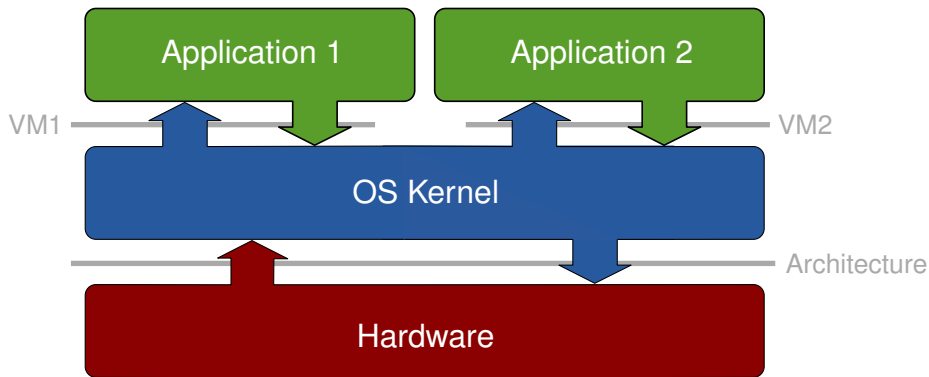 Application 1
Application 2
VM1
VM2
OS Kernel
Architecture
Hardware